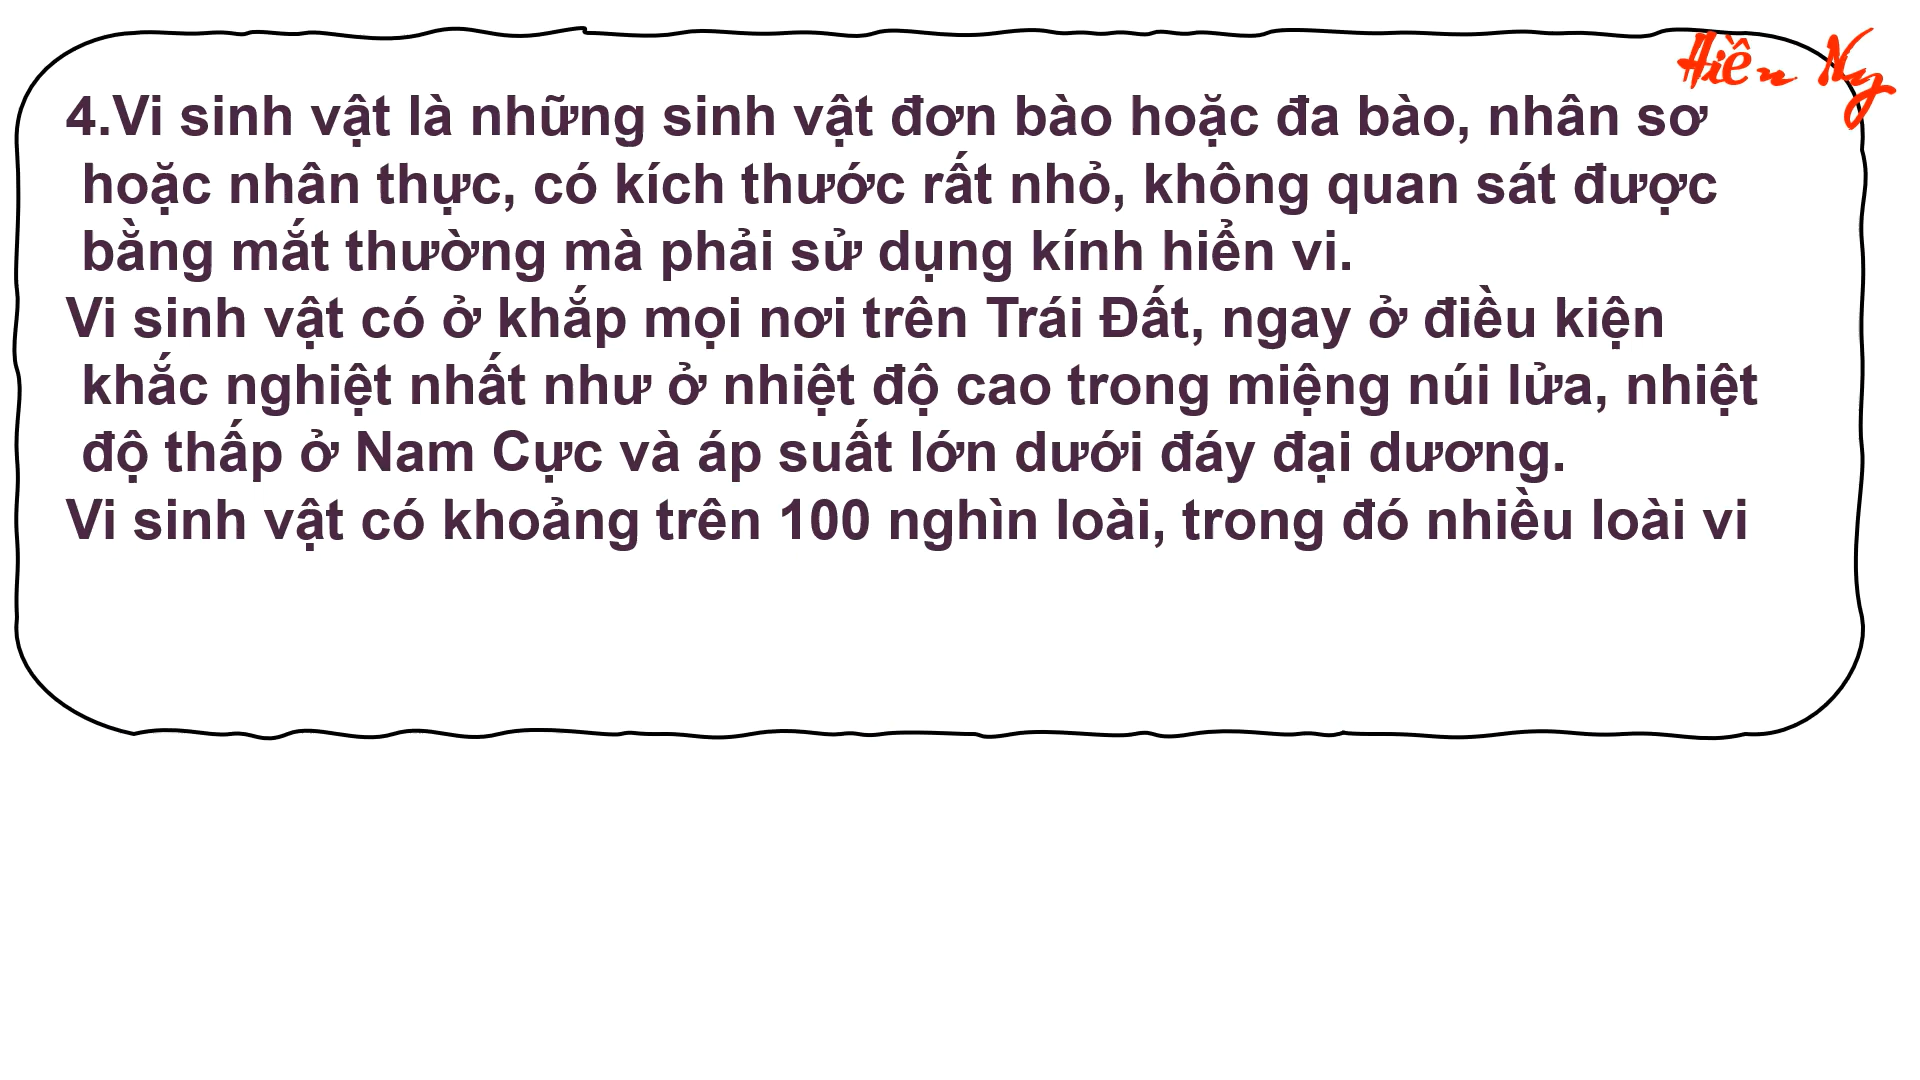 Hiền Ny
4.Vi sinh vật là những sinh vật đơn bào hoặc đa bào, nhân sơ
hoặc nhân thực, có kích thước rất nhỏ, không quan sát được
bằng mắt thường mà phải sử dụng kính hiển vi.
Vi sinh vật có ở khắp mọi nơi trên Trái Đất, ngay ở điều kiện
khắc nghiệt nhất như ở nhiệt độ cao trong miệng núi lửa, nhiệt
độ thấp ở Nam Cực và áp suất lớn dưới đáy đại dương.
Vi sinh vật có khoảng trên 100 nghìn loài, trong đó nhiều loài vi